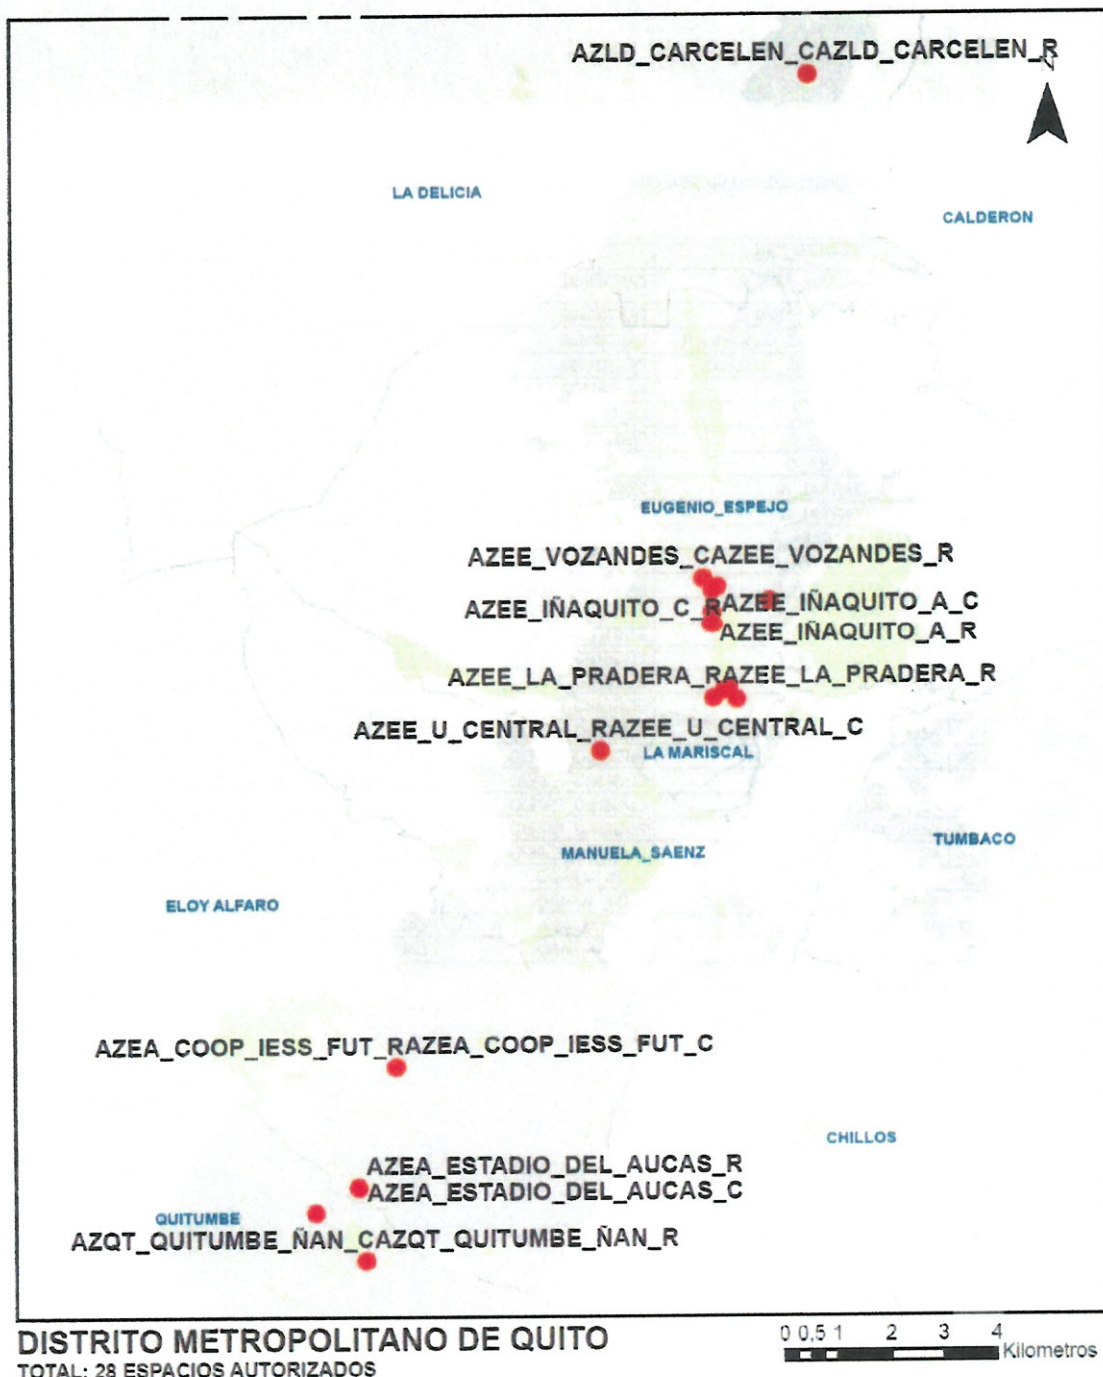 AZLD_CARCELEN_CAZLD_CARCELEN_R
N
LA DELICIA
CALDERON
EUGENIO_ESPEJO
AZEE_VOZANDES_CAZEE_VOZANDES_R
AZEE_IÑAQUITO_C_RAZEE_IÑAQUITO_A_C
AZEE_IÑAQUITO_A_R
AZEE_LA_PRADERA_RAZEE_LA_PRADERA_R
AZEE_U_CENTRAL_RAZEE_U_CENTRAL_C
LA MARISCAL
TUMBACO
MANUELA_SAENZ
ELOY ALFARO
AZEA_COOP_IESS_FUT_RAZEA_COOP_IESS_FUT_C
CHILLOS
AZEA_ESTADIO_DEL_AUCAS_R
AZEA_ESTADIO_DEL_AUCAS_C
QUITUMBE
AZQT_QUITUMBE_ÑAN_CAZQT_QUITUMBE_ÑAN_R
DISTRITO METROPOLITANO DE QUITO
TOTAL: 28 ESPACIOS AUTORIZADOS
0 0,5 1 2 3 4
Kilometros